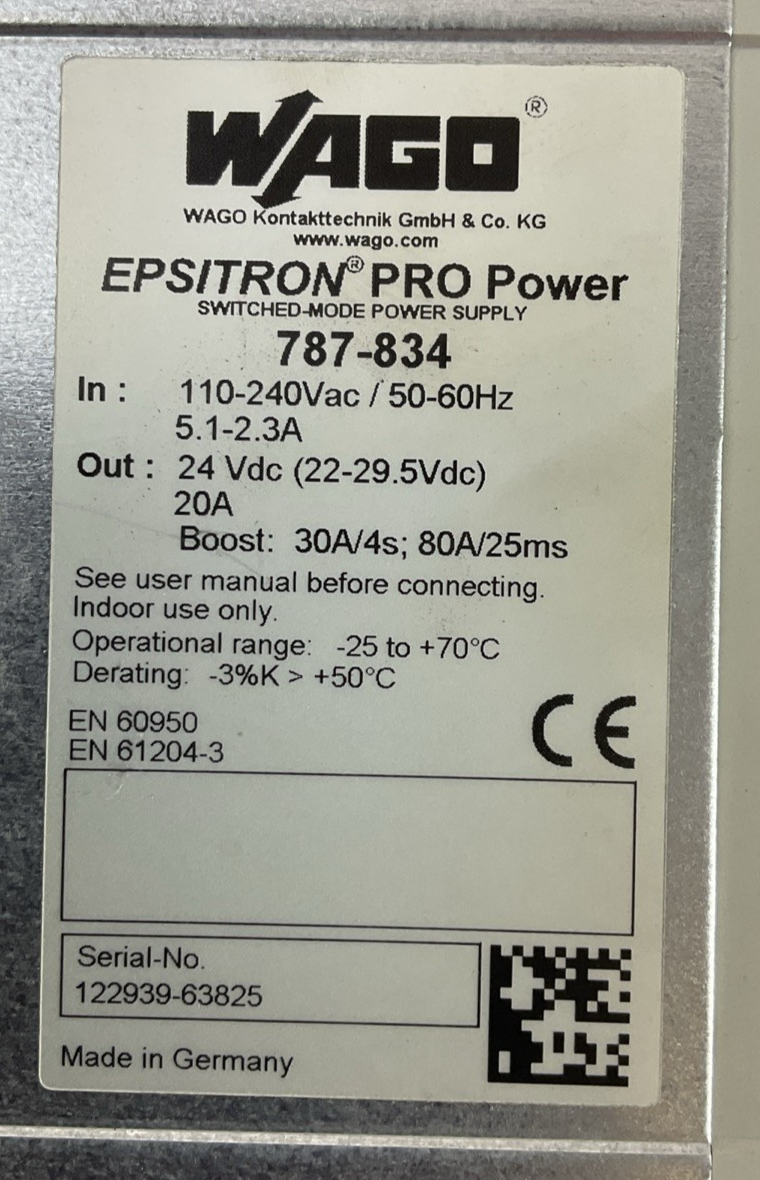 WAGO®
WAGO Kontakttechnik GmbH & Co. KG
www.wago.com
EPSITRON® PRO Power
SWITCHED-MODE POWER SUPPLY
787-834
In : 110-240Vac / 50-60Hz
5.1-2.3A
Out : 24 Vdc (22-29.5Vdc)
20A
Boost: 30A/4s; 80A/25ms
See user manual before connecting.
Indoor use only.
Operational range: -25 to +70°C
Derating: -3%K > +50°C
EN 60950
EN 61204-3
CE
Serial-No.
122939-63825
Made in Germany